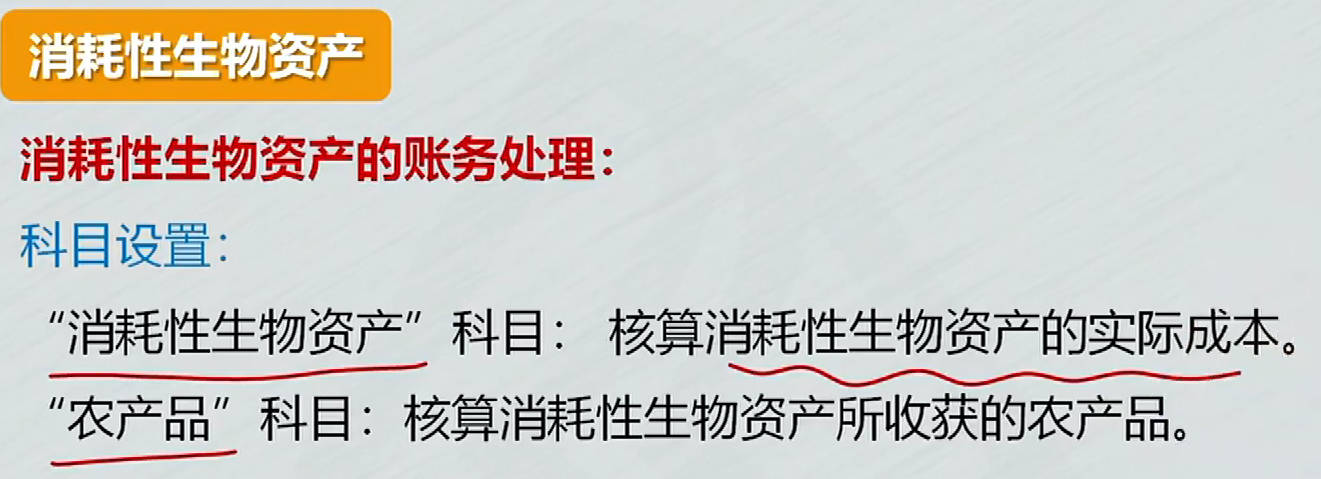 消耗性生物资产
消耗性生物资产的账务处理：
科目设置：
“消耗性生物资产”科目： 核算消耗性生物资产的实际成本。
“农产品”科目：核算消耗性生物资产所收获的农产品。